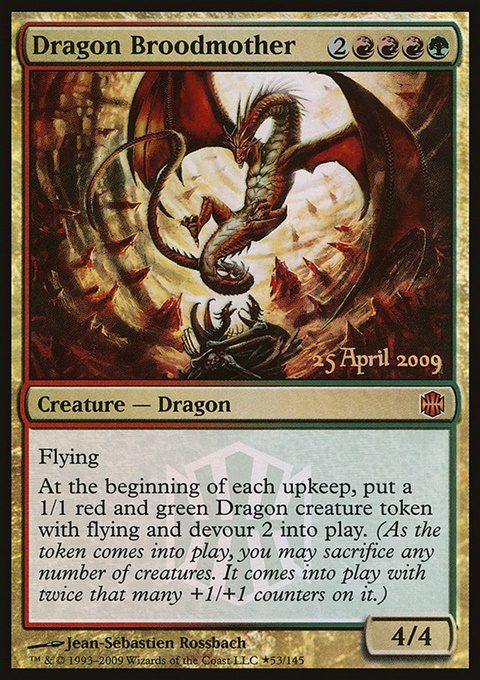 Dragon Broodmother 2
25 April 2009
Creature — Dragon
Flying
At the beginning of each upkeep, put a
1/1 red and green Dragon creature token
with flying and devour 2 into play. (As the
token comes into play, you may sacrifice any
number of creatures. It comes into play with
twice that many +1/+1 counters on it.)
Jean-Sébastien Rossbach
4/4
™ & © 1993–2009 Wizards of the Coast LLC ★53/145